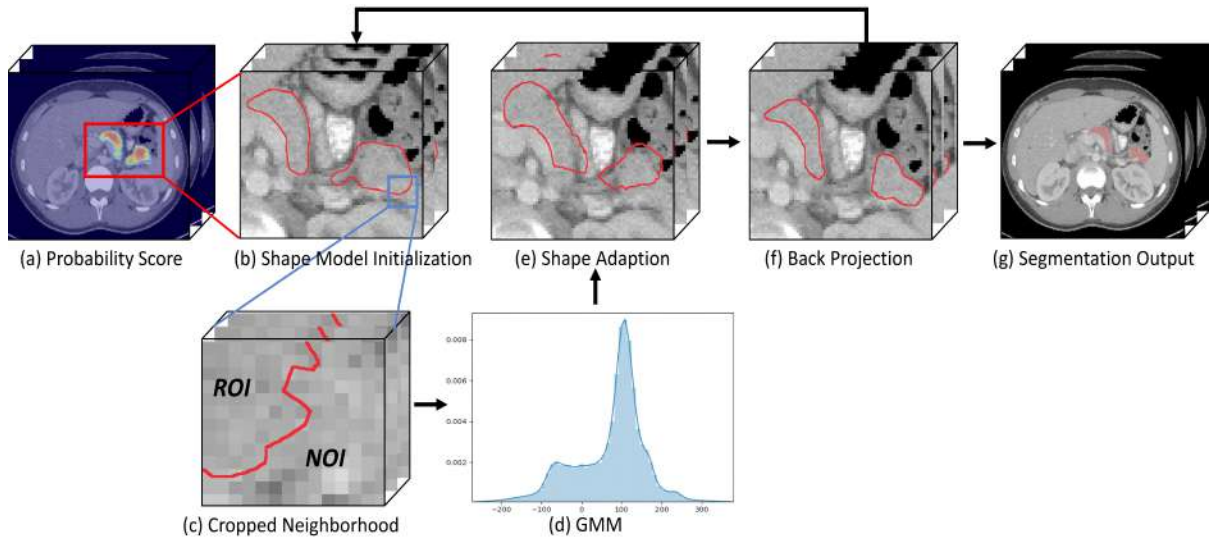 (a) Probability Score
(b) Shape Model Initialization
(e) Shape Adaption
(f) Back Projection
(g) Segmentation Output
ROI
NOI
(c) Cropped Neighborhood
0.008
0.006
0.004
0.002
−200 −100 0 100 200 300
(d) GMM